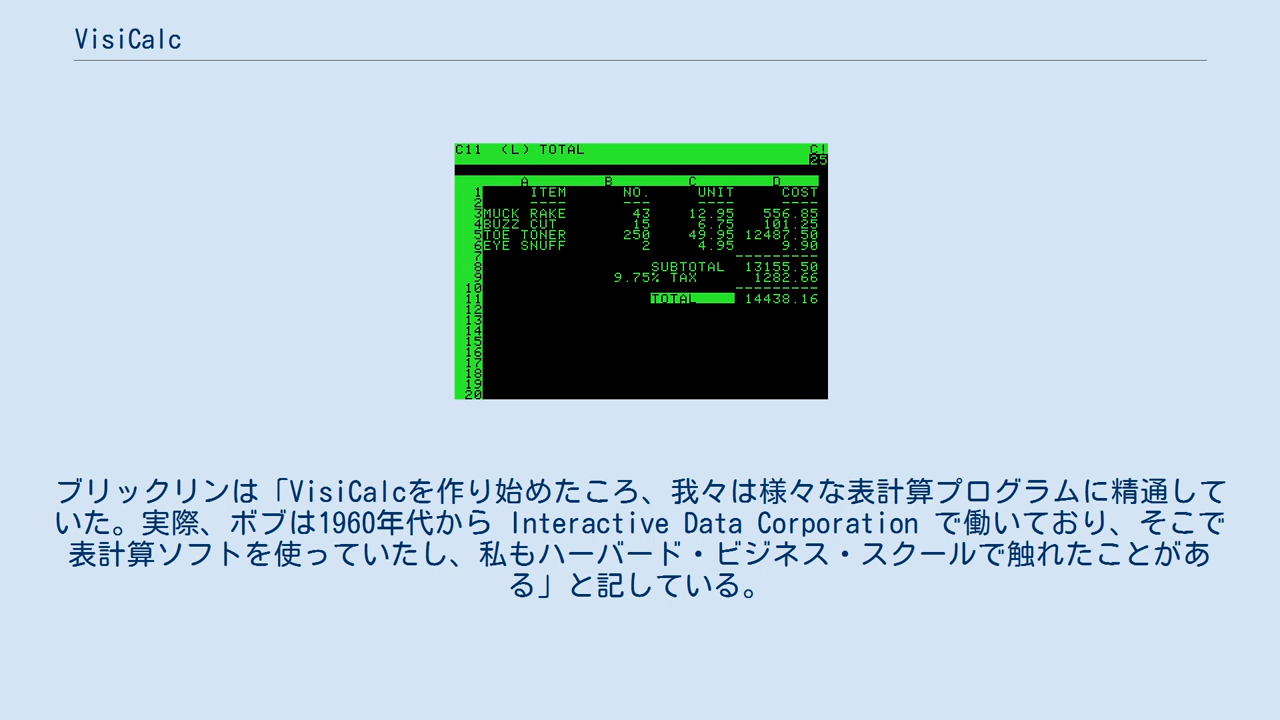 VisiCalc
C11 (L) TOTAL C!
25
A B C D
1 ITEM NO. UNIT COST
2 ---- --- ---- ----
3MUCK RAKE 43 12.95 556.85
4BUZZ CUT 15 6.75 101.25
5TOE TONER 250 49.95 12487.50
6EYE SNUFF 2 4.95 9.90
7 ---------
8 SUBTOTAL 13155.50
9 9.75% TAX 1282.66
10 ---------
11 TOTAL 14438.16
12
13
14
15
16
17
18
19
20
ブリックリンは「VisiCalcを作り始めたころ、我々は様々な表計算プログラムに精通して
いた。実際、ボブは1960年代から Interactive Data Corporation で働いており、そこで
表計算ソフトを使っていたし、私もハーバード・ビジネス・スクールで触れたことがあ
る」と記している。